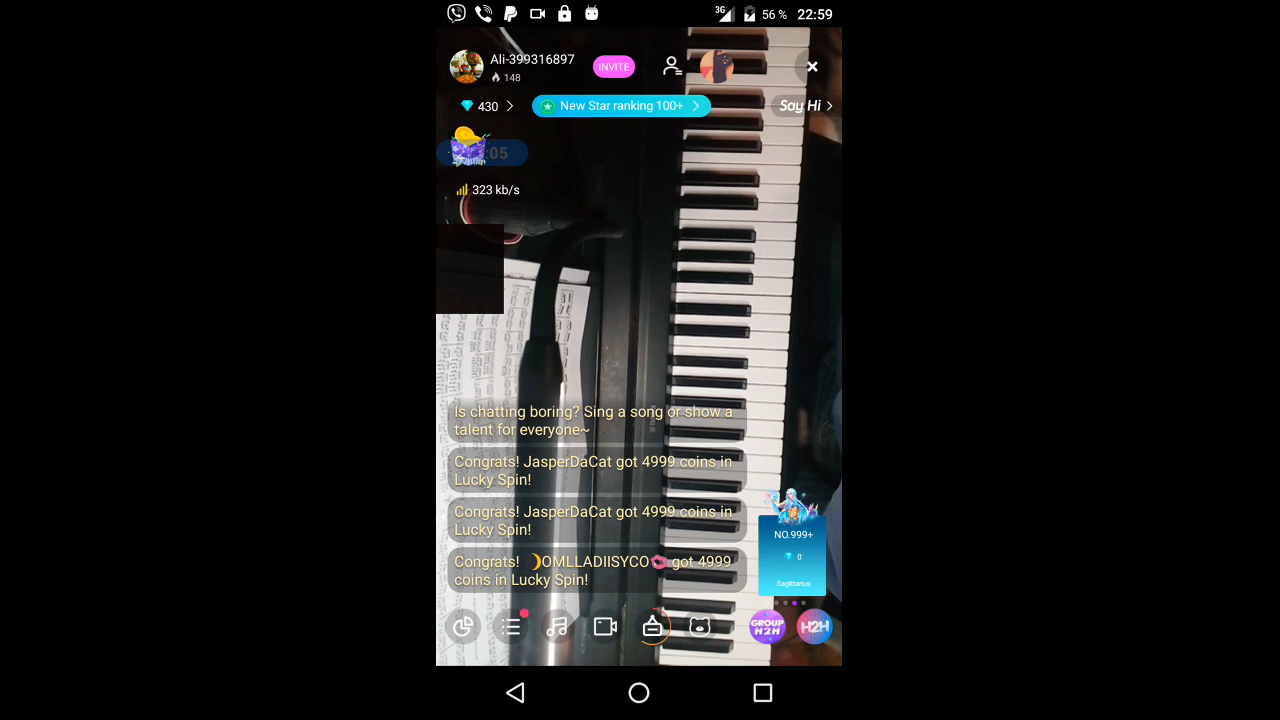 3G 56 % 22:59
Ali-399316897
148
INVITE
430
New Star ranking 100+
Say Hi
:05
323 kb/s
Is chatting boring? Sing a song or show a
talent for everyone~
Congrats! JasperDaCat got 4999 coins in
Lucky Spin!
Congrats! JasperDaCat got 4999 coins in
Lucky Spin!
Congrats! 🌙OMLLADIISYCO💋 got 4999
coins in Lucky Spin!
NO.999+
0
Sagittarius
GROUP
H2H
H2H